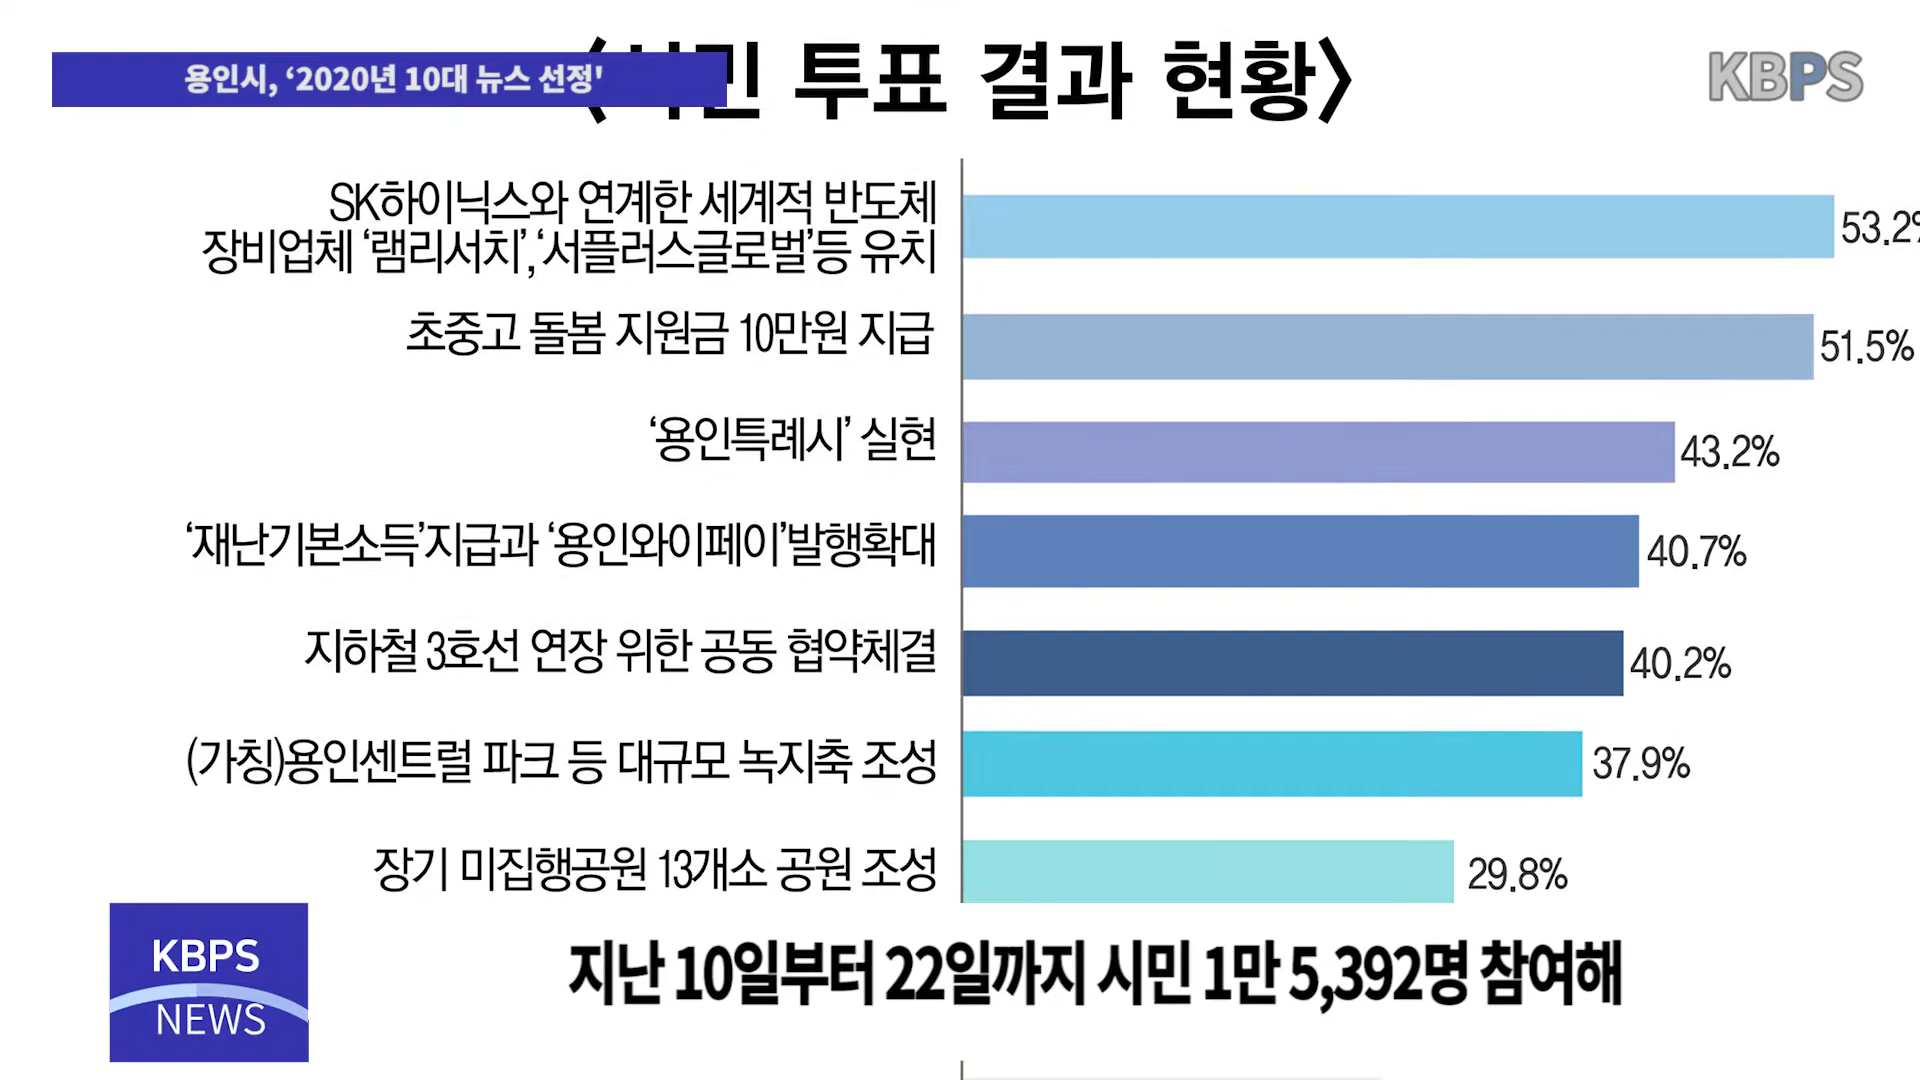 용인시, ‘2020년 10대 뉴스 선정'
투표 결과 현황〉
KBPS
SK하이닉스와 연계한 세계적 반도체
장비업체 ‘램리서치’,‘서플러스글로벌’등 유치
53.2%
초중고 돌봄 지원금 10만원 지급
51.5%
‘용인특례시’ 실현
43.2%
‘재난기본소득’지급과 ‘용인와이페이’발행확대
40.7%
지하철 3호선 연장 위한 공동 협약체결
40.2%
(가칭)용인센트럴 파크 등 대규모 녹지축 조성
37.9%
장기 미집행공원 13개소 공원 조성
29.8%
KBPS
NEWS
지난 10일부터 22일까지 시민 1만 5,392명 참여해